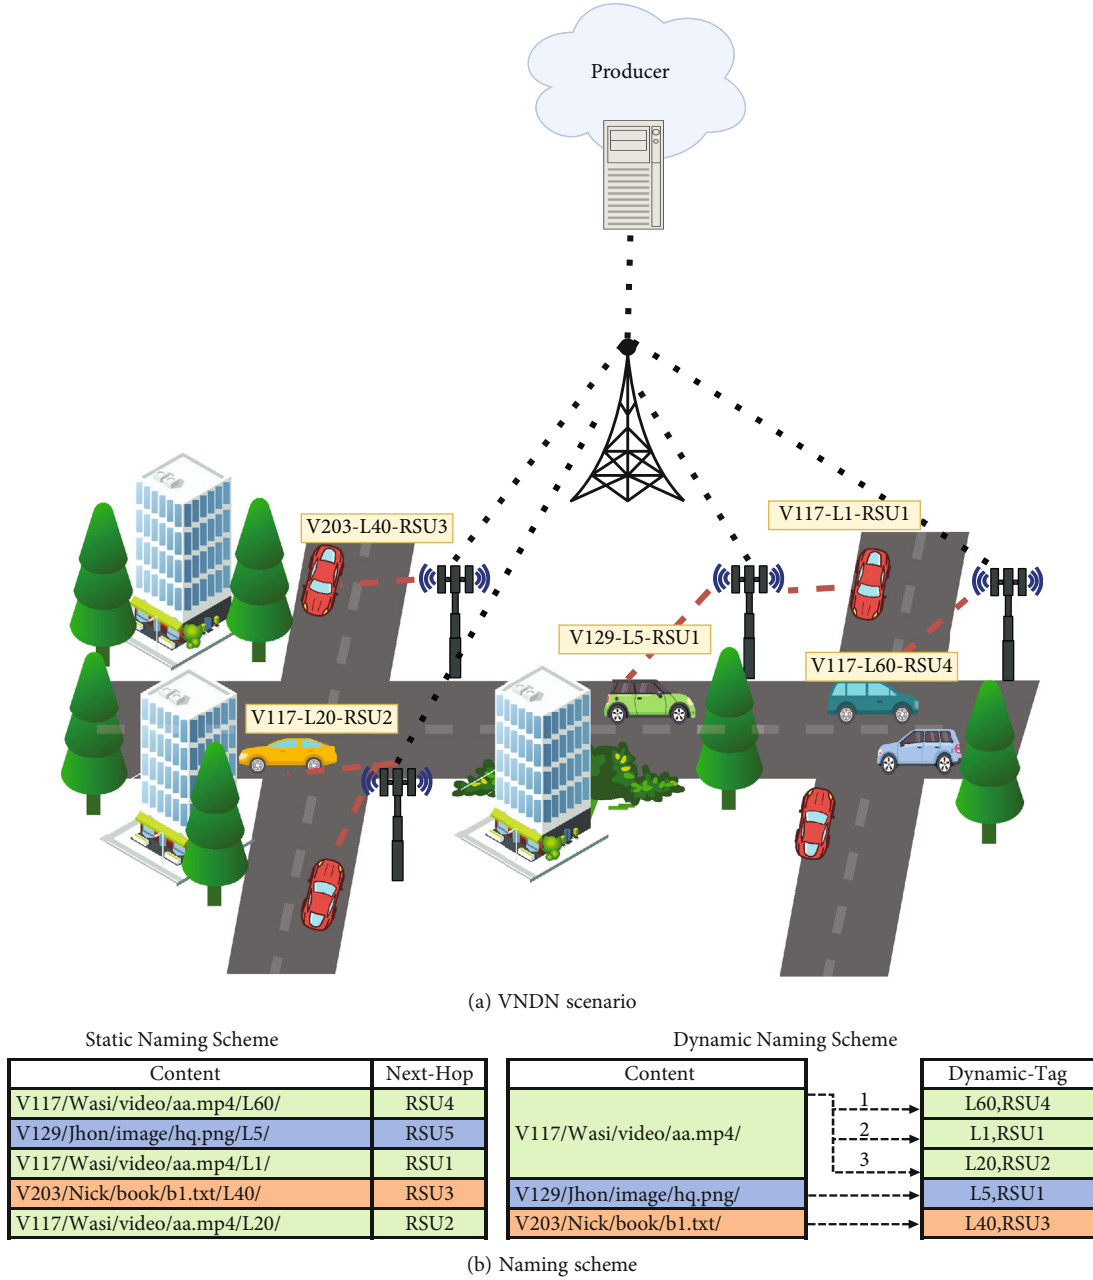 Producer
V117-L1-RSU1
V203-L40-RSU3
V129-L5-RSU1
V117-L60-RSU4
V117-L20-RSU2
(a) VNDN scenario
Static Naming Scheme
Content Next-Hop
V117/Wasi/video/aa.mp4/L60/ RSU4
V129/Jhon/image/hq.png/L5/ RSU5
V117/Wasi/video/aa.mp4/L1/ RSU1
V203/Nick/book/b1.txt/L40/ RSU3
V117/Wasi/video/aa.mp4/L20/ RSU2
Dynamic Naming Scheme
Content Dynamic-Tag
V117/Wasi/video/aa.mp4/
1 L60,RSU4
2 L1,RSU1
3 L20,RSU2
V129/Jhon/image/hq.png/ L5,RSU1
V203/Nick/book/b1.txt/ L40,RSU3
(b) Naming scheme